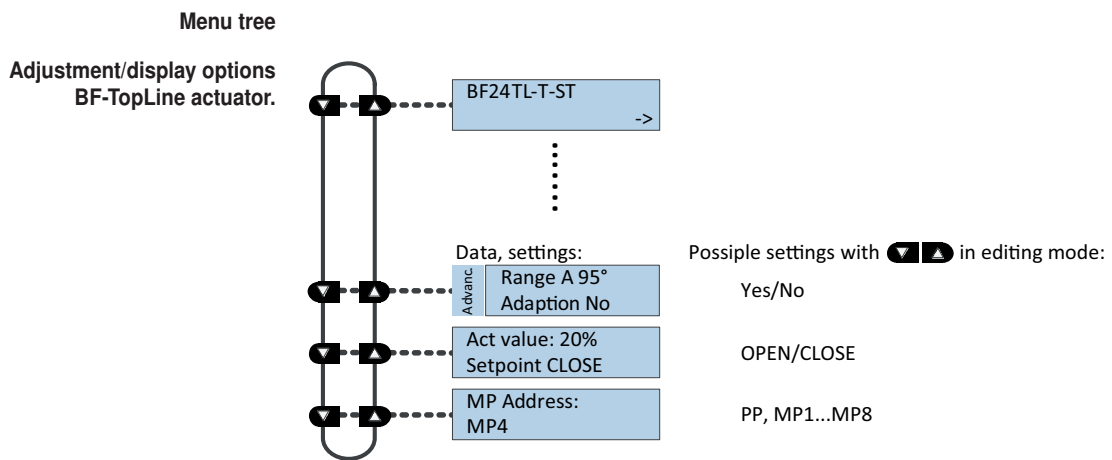 Menu tree
Adjustment/display options
BF-TopLine actuator.
BF24TL-T-ST
->
Data, settings:
Possiple settings with in editing mode:
Advanc.
Range A 95°
Adaption No
Yes/No
Act value: 20%
Setpoint CLOSE
OPEN/CLOSE
MP Address:
MP4
PP, MP1...MP8